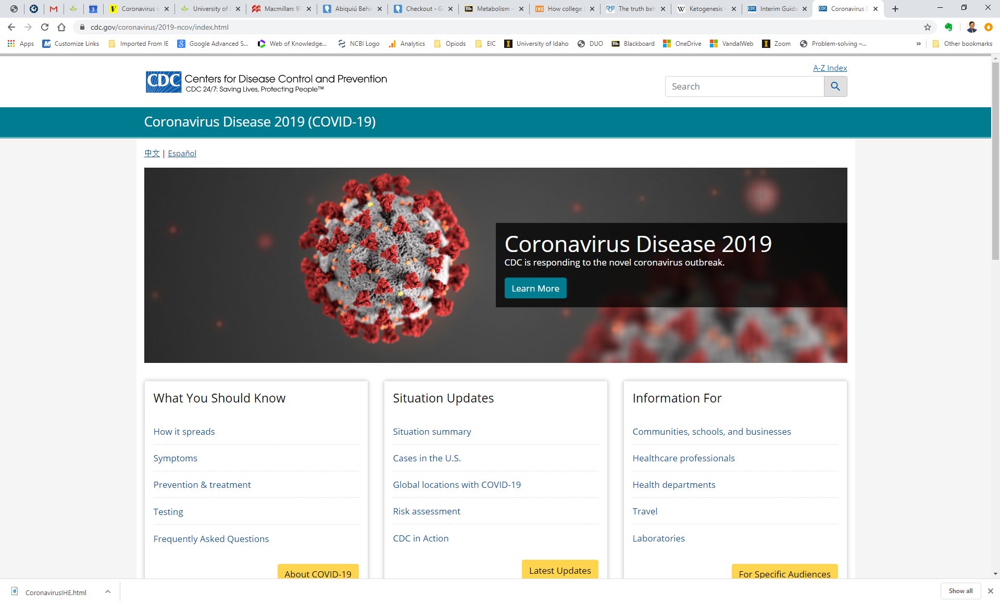 Coronavirus i
University of
Macmillan: 97
Abiquiú Behi
Checkout - G
Metabolism -
How college
The truth beh
Ketogenesis -
Interim Guida
Coronavirus D
cdc.gov/coronavirus/2019-ncov/index.html
Apps Customize Links Imported From IE Google Advanced S... Web of Knowledge... NCBI Logo Analytics Opiods EIC University of Idaho DUO Bb Blackboard OneDrive VandalWeb Zoom Problem-solving –... » Other bookmarks
A-Z Index
CDC Centers for Disease Control and Prevention
CDC 24/7: Saving Lives, Protecting People™
Search
Coronavirus Disease 2019 (COVID-19)
中文 | Español
Coronavirus Disease 2019
CDC is responding to the novel coronavirus outbreak.
Learn More
What You Should Know
How it spreads
Symptoms
Prevention & treatment
Testing
Frequently Asked Questions
About COVID-19
Situation Updates
Situation summary
Cases in the U.S.
Global locations with COVID-19
Risk assessment
CDC in Action
Latest Updates
Information For
Communities, schools, and businesses
Healthcare professionals
Health departments
Travel
Laboratories
For Specific Audiences
CoronavirusIHE.html
Show all